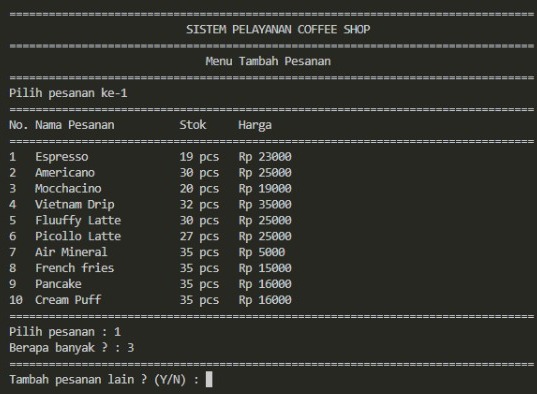 ================================================================================
SISTEM PELAYANAN COFFEE SHOP
================================================================================
Menu Tambah Pesanan
================================================================================
Pilih pesanan ke-1
================================================================================
No. Nama Pesanan Stok Harga
================================================================================
1 Espresso 19 pcs Rp 23000
2 Americano 30 pcs Rp 25000
3 Mocchacino 20 pcs Rp 19000
4 Vietnam Drip 32 pcs Rp 35000
5 Fluuffy Latte 30 pcs Rp 25000
6 Picollo Latte 27 pcs Rp 25000
7 Air Mineral 35 pcs Rp 5000
8 French fries 35 pcs Rp 15000
9 Pancake 35 pcs Rp 16000
10 Cream Puff 35 pcs Rp 16000
================================================================================
Pilih pesanan : 1
Berapa banyak ? : 3
================================================================================
Tambah pesanan lain ? (Y/N) :